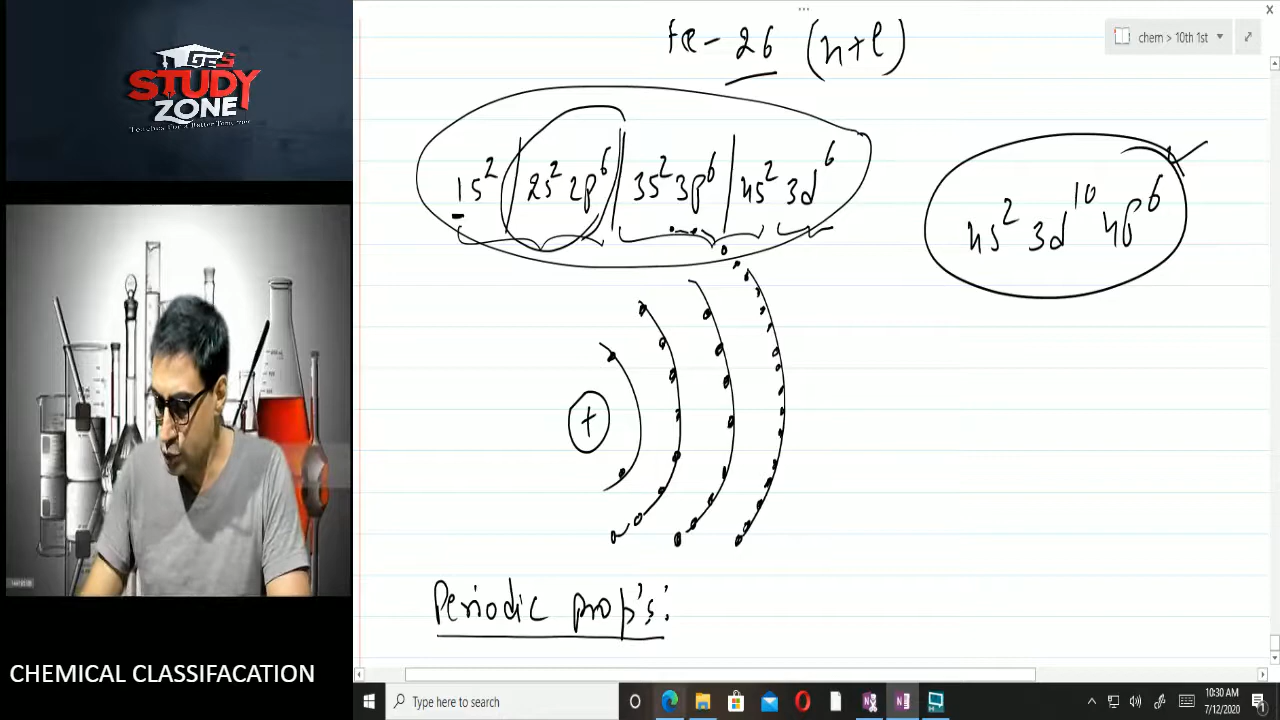 GES
STUDY
ZONE
chem > 10th 1st
Fe - 26 (n+l)
1s² | 2s² 2p⁶ | 3s² 3p⁶ | 4s² 3d⁶
4s² 3d¹⁰ 4p⁶
+
Periodic prop's:
CHEMICAL CLASSIFACATION
Type here to search
10:30 AM
7/12/2020